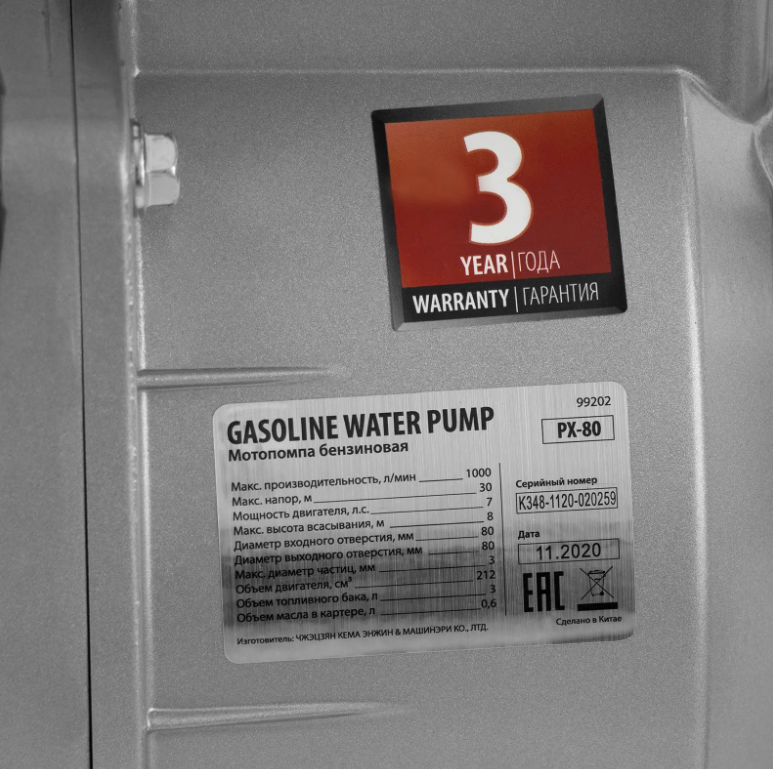 3
YEAR|ГОДА
WARRANTY|ГАРАНТИЯ
GASOLINE WATER PUMP
Мотопомпа бензиновая
99202
PX-80
Макс. производительность, л/мин 1000
Макс. напор, м 30
Мощность двигателя, л.с. 7
Макс. высота всасывания, м 8
Диаметр входного отверстия, мм 80
Диаметр выходного отверстия, мм 80
Макс. диаметр частиц, мм 3
Объем двигателя, см³ 212
Объем топливного бака, л 3
Объем масла в картере, л 0,6
Изготовитель: ЧЖЭЦЗЯН КЕМА ЭНЖИН & МАШИНЭРИ КО., ЛТД.
Серийный номер
K348-1120-020259
Дата
11.2020
EAC
Сделано в Китае